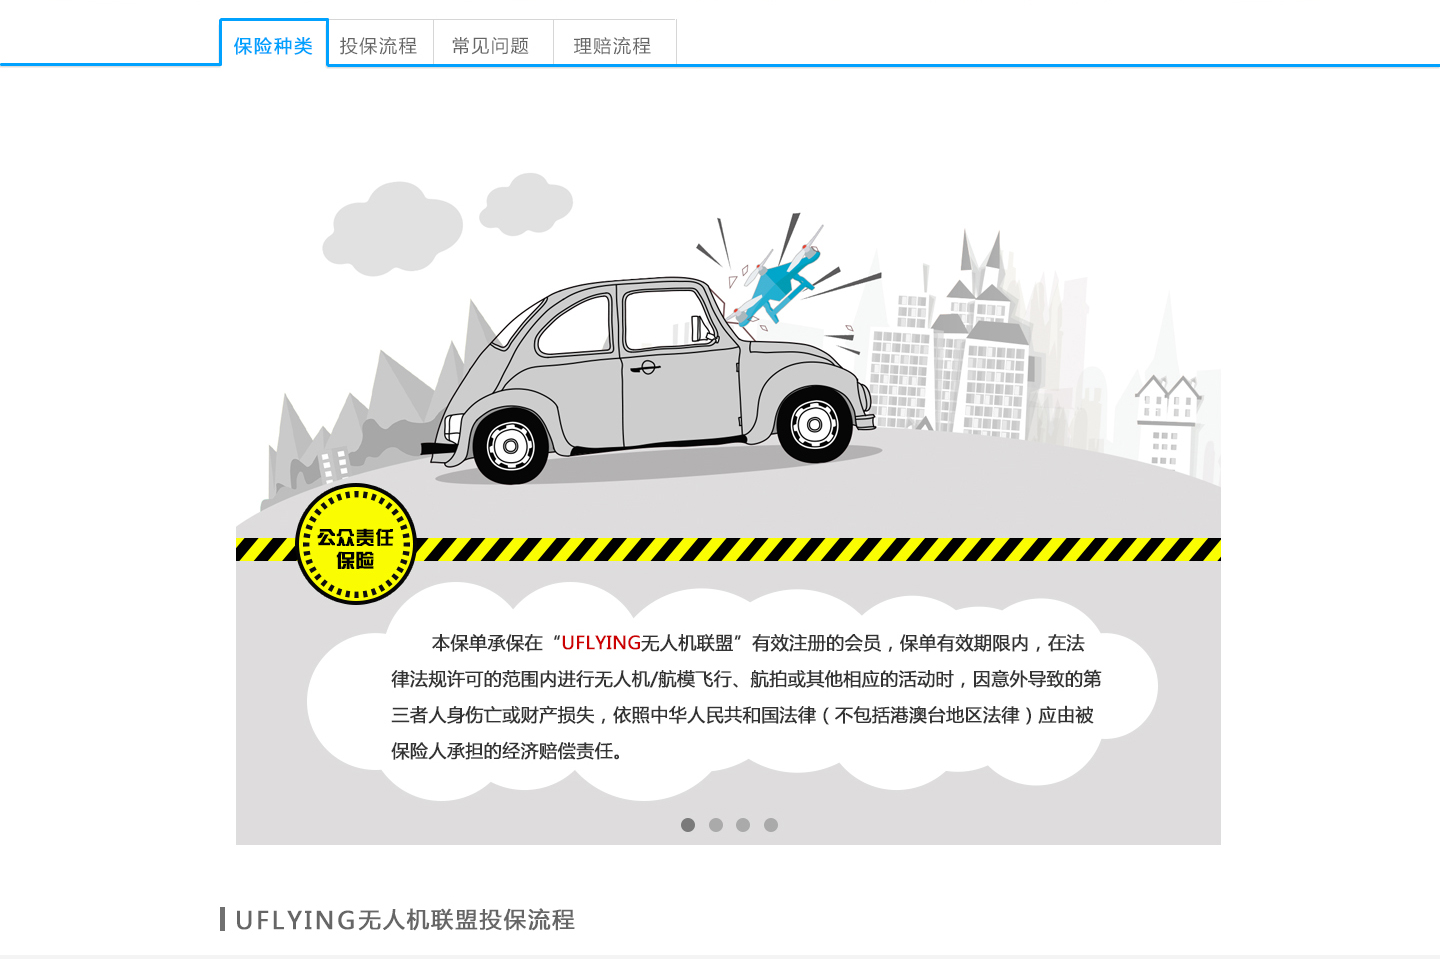 保险种类
投保流程
常见问题
理赔流程
公众责任
保险
本保单承保在“UFLYING无人机联盟”有效注册的会员，保单有效期限内，在法
律法规许可的范围内进行无人机/航模飞行、航拍或其他相应的活动时，因意外导致的第
三者人身伤亡或财产损失，依照中华人民共和国法律（不包括港澳台地区法律）应由被
保险人承担的经济赔偿责任。
UFLYING无人机联盟投保流程